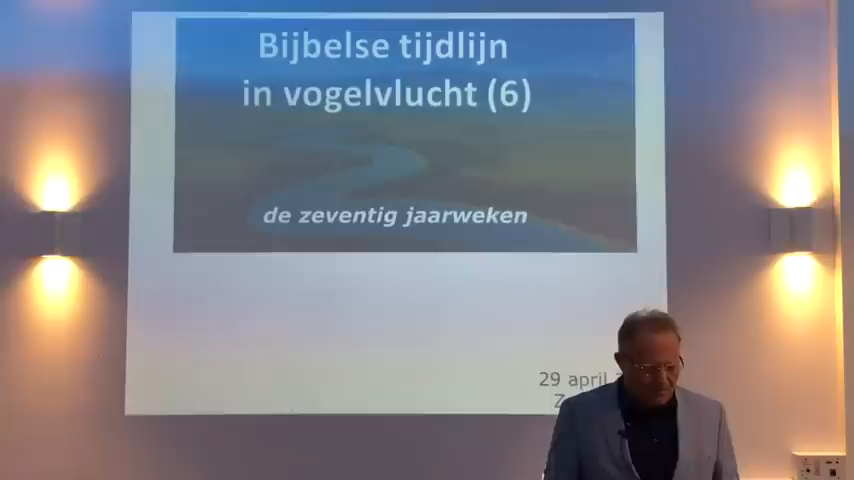 Bijbelse tijdlijn
in vogelvlucht (6)
de zeventig jaarweken
29 april